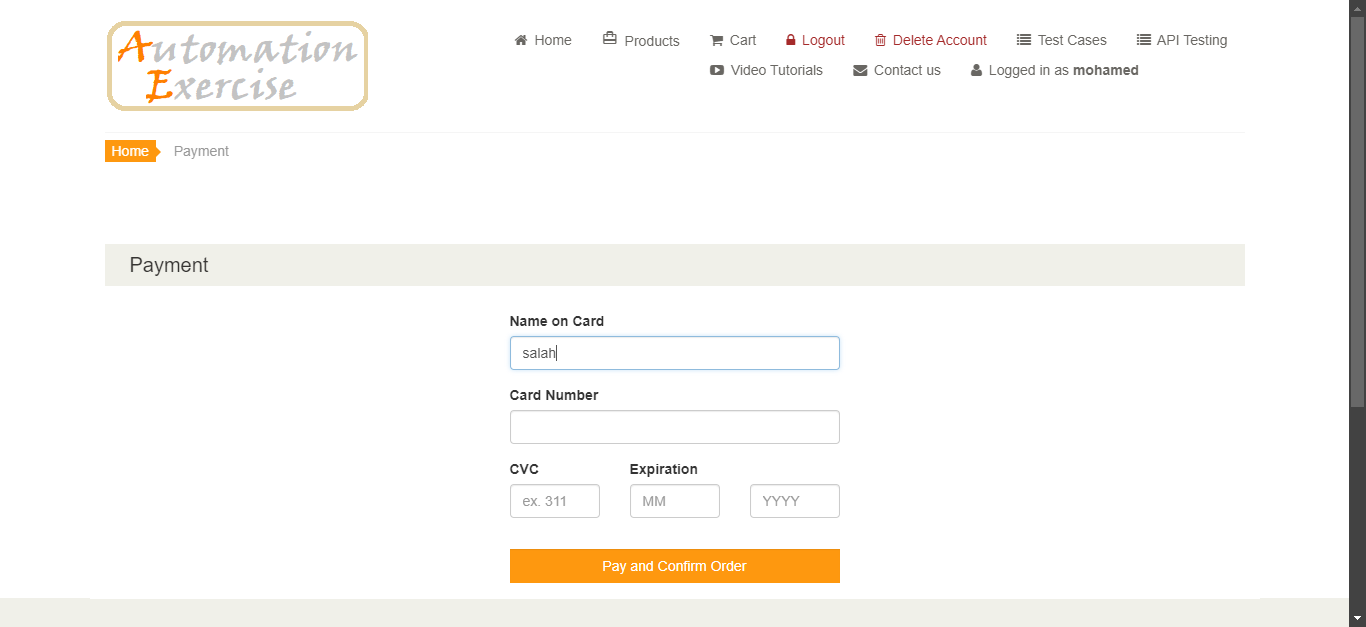 Automation
Exercise
Home Products Cart Logout Delete Account Test Cases API Testing
Video Tutorials Contact us Logged in as mohamed
Home Payment
Payment
Name on Card
salah
Card Number
CVC Expiration
ex. 311 MM YYYY
Pay and Confirm Order